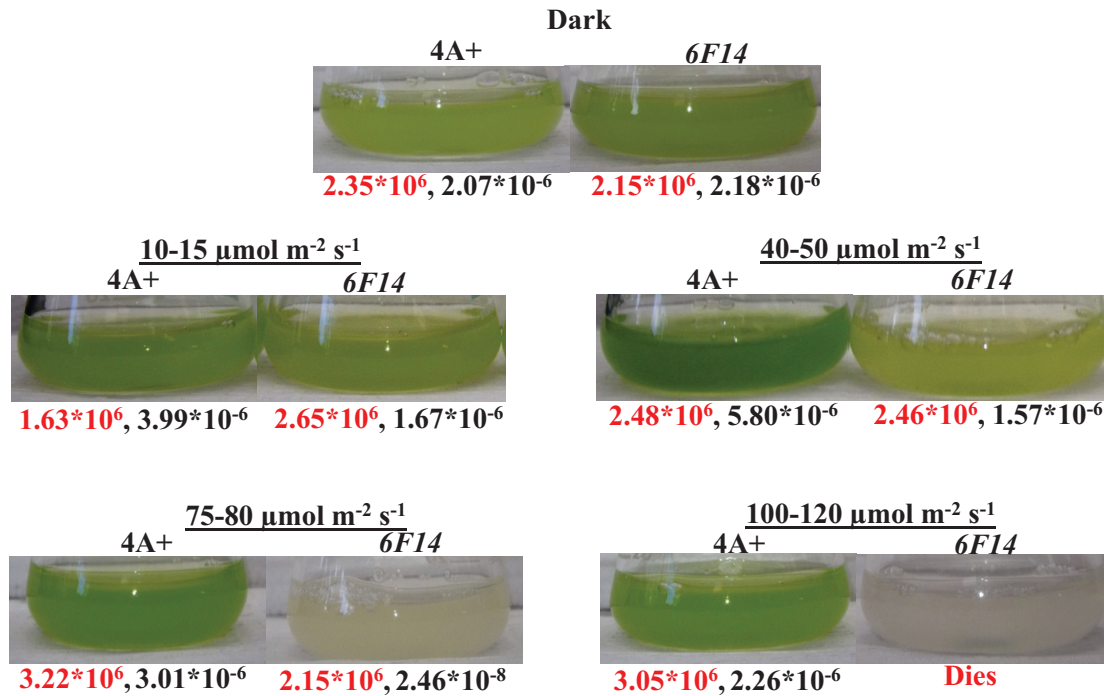 Dark
4A+ 6F14
2.35*10⁶, 2.07*10⁻⁶ 2.15*10⁶, 2.18*10⁻⁶
10-15 µmol m⁻² s⁻¹ 40-50 µmol m⁻² s⁻¹
4A+ 6F14 4A+ 6F14
1.63*10⁶, 3.99*10⁻⁶ 2.65*10⁶, 1.67*10⁻⁶ 2.48*10⁶, 5.80*10⁻⁶ 2.46*10⁶, 1.57*10⁻⁶
75-80 µmol m⁻² s⁻¹ 100-120 µmol m⁻² s⁻¹
4A+ 6F14 4A+ 6F14
3.22*10⁶, 3.01*10⁻⁶ 2.15*10⁶, 2.46*10⁻⁸ 3.05*10⁶, 2.26*10⁻⁶ Dies